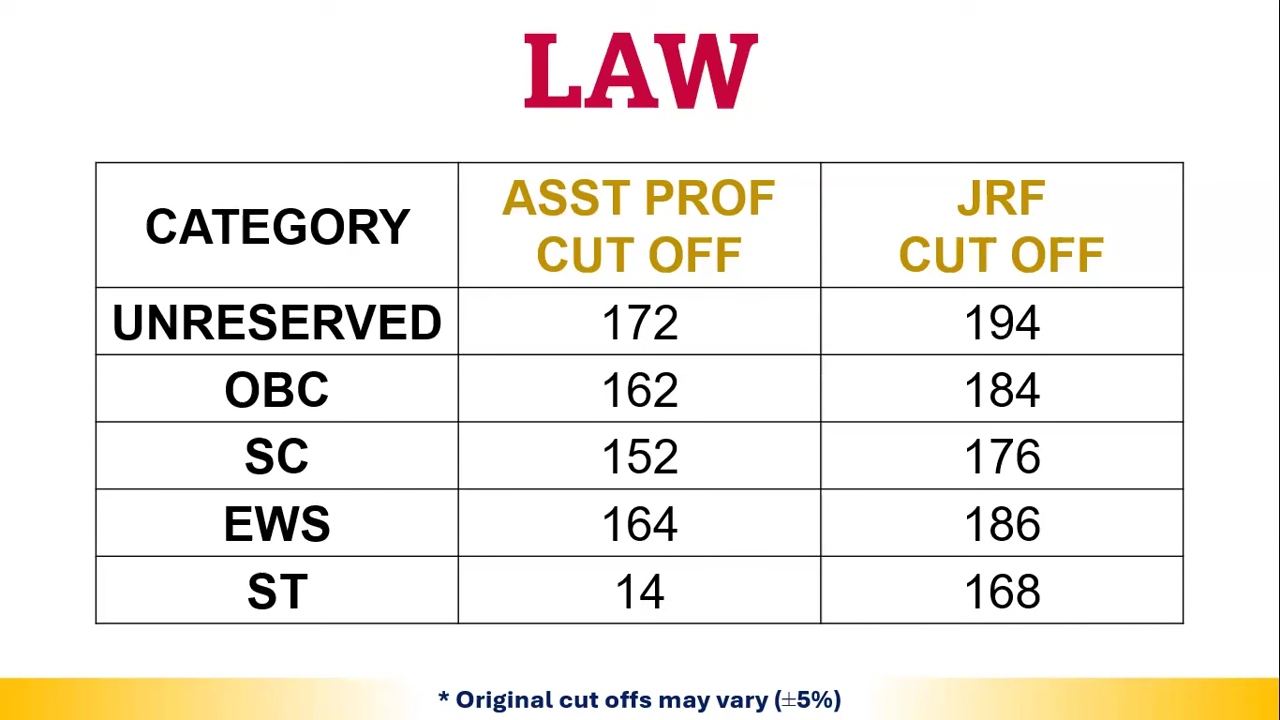 LAW
CATEGORY ASST PROF CUT OFF JRF CUT OFF
UNRESERVED 172 194
OBC 162 184
SC 152 176
EWS 164 186
ST 14 168
* Original cut offs may vary (±5%)